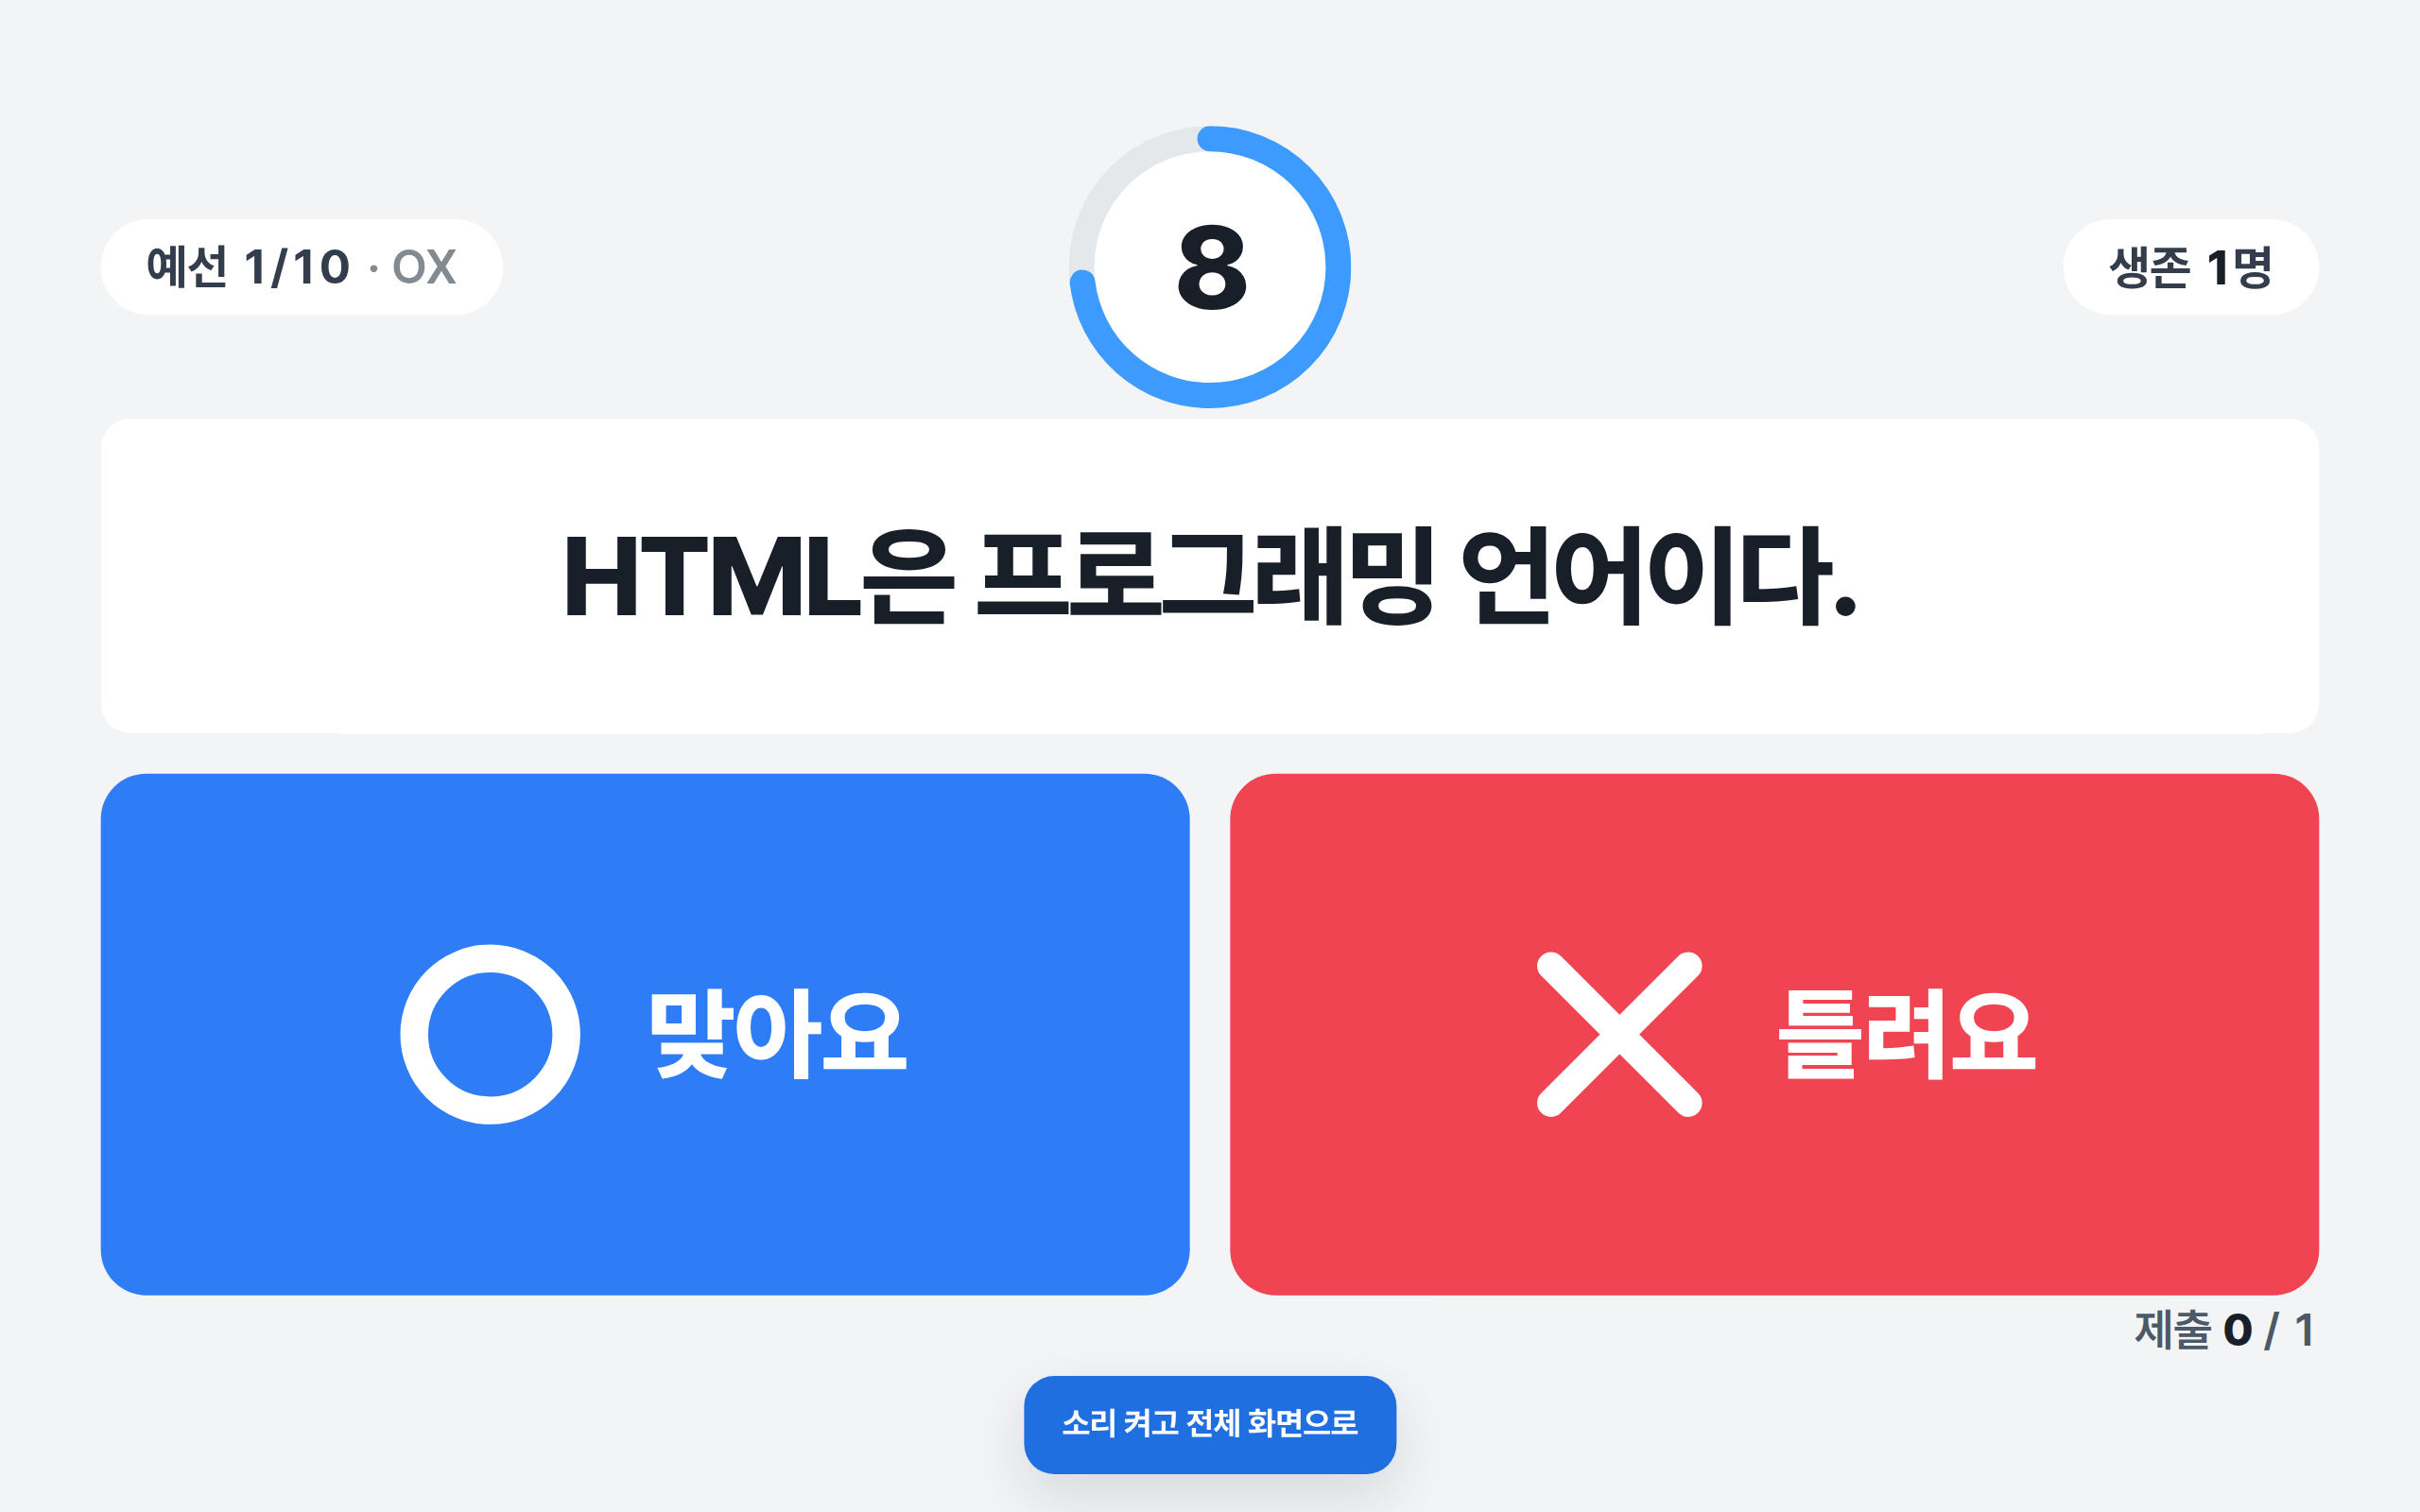 예선 1/10 · OX
8
생존 1명
HTML은 프로그래밍 언어이다.
맞아요
틀려요
제출 0 / 1
소리 켜고 전체 화면으로